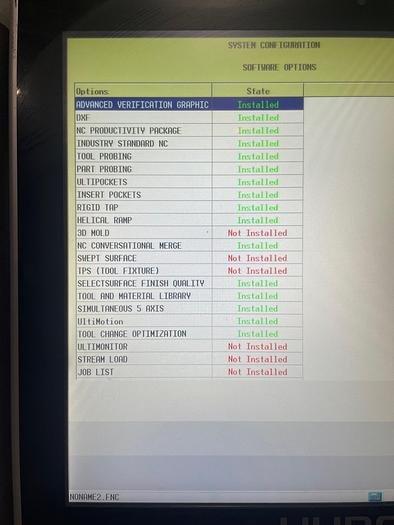 SYSTEM CONFIGURATION
SOFTWARE OPTIONS
Options State
ADVANCED VERIFICATION GRAPHIC Installed
DXF Installed
NC PRODUCTIVITY PACKAGE Installed
INDUSTRY STANDARD NC Installed
TOOL PROBING Installed
PART PROBING Installed
ULTIPOCKETS Installed
INSERT POCKETS Installed
RIGID TAP Installed
HELICAL RAMP Installed
3D MOLD Not Installed
NC CONVERSATIONAL MERGE Installed
SWEPT SURFACE Not Installed
TPS (TOOL FIXTURE) Not Installed
SELECTSURFACE FINISH QUALITY Installed
TOOL AND MATERIAL LIBRARY Installed
SIMULTANEOUS 5 AXIS Installed
UltiMotion Installed
TOOL CHANGE OPTIMIZATION Installed
ULTIMONITOR Not Installed
STREAM LOAD Not Installed
JOB LIST Not Installed
NONAME2.FNC